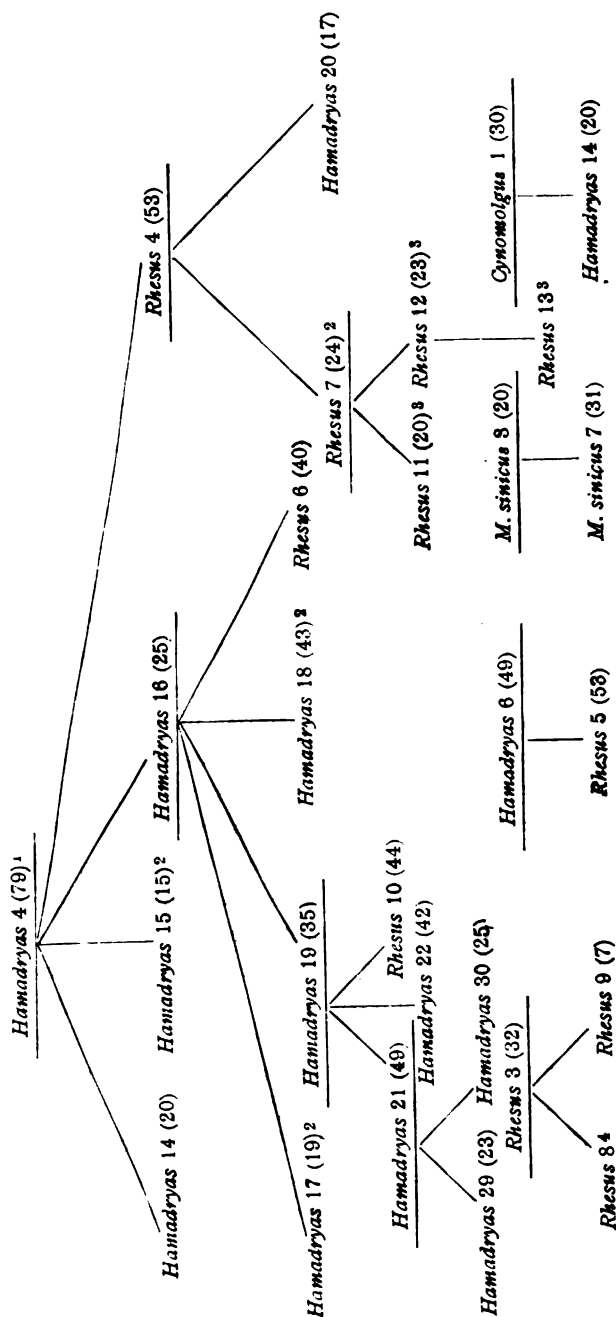 Hamadryas 4 (79)¹
Hamadryas 14 (20) Hamadryas 15 (15)² Hamadryas 16 (25) Rhesus 4 (53)
Hamadryas 17 (19)² Hamadryas 19 (35) Hamadryas 18 (43)² Rhesus 6 (40) Rhesus 7 (24)² Hamadryas 20 (17)
Hamadryas 21 (49) Rhesus 10 (44)
Hamadryas 22 (42) Rhesus 11 (20)³ Rhesus 12 (23)³
Hamadryas 29 (23) Hamadryas 30 (25)
Rhesus 3 (32) Hamadryas 6 (49) M. sinicus 3 (20) Cynomolgus 1 (30)
Rhesus 13³
Rhesus 8⁴ Rhesus 9 (7) Rhesus 5 (53) M. sinicus 7 (31) Hamadryas 14 (20)